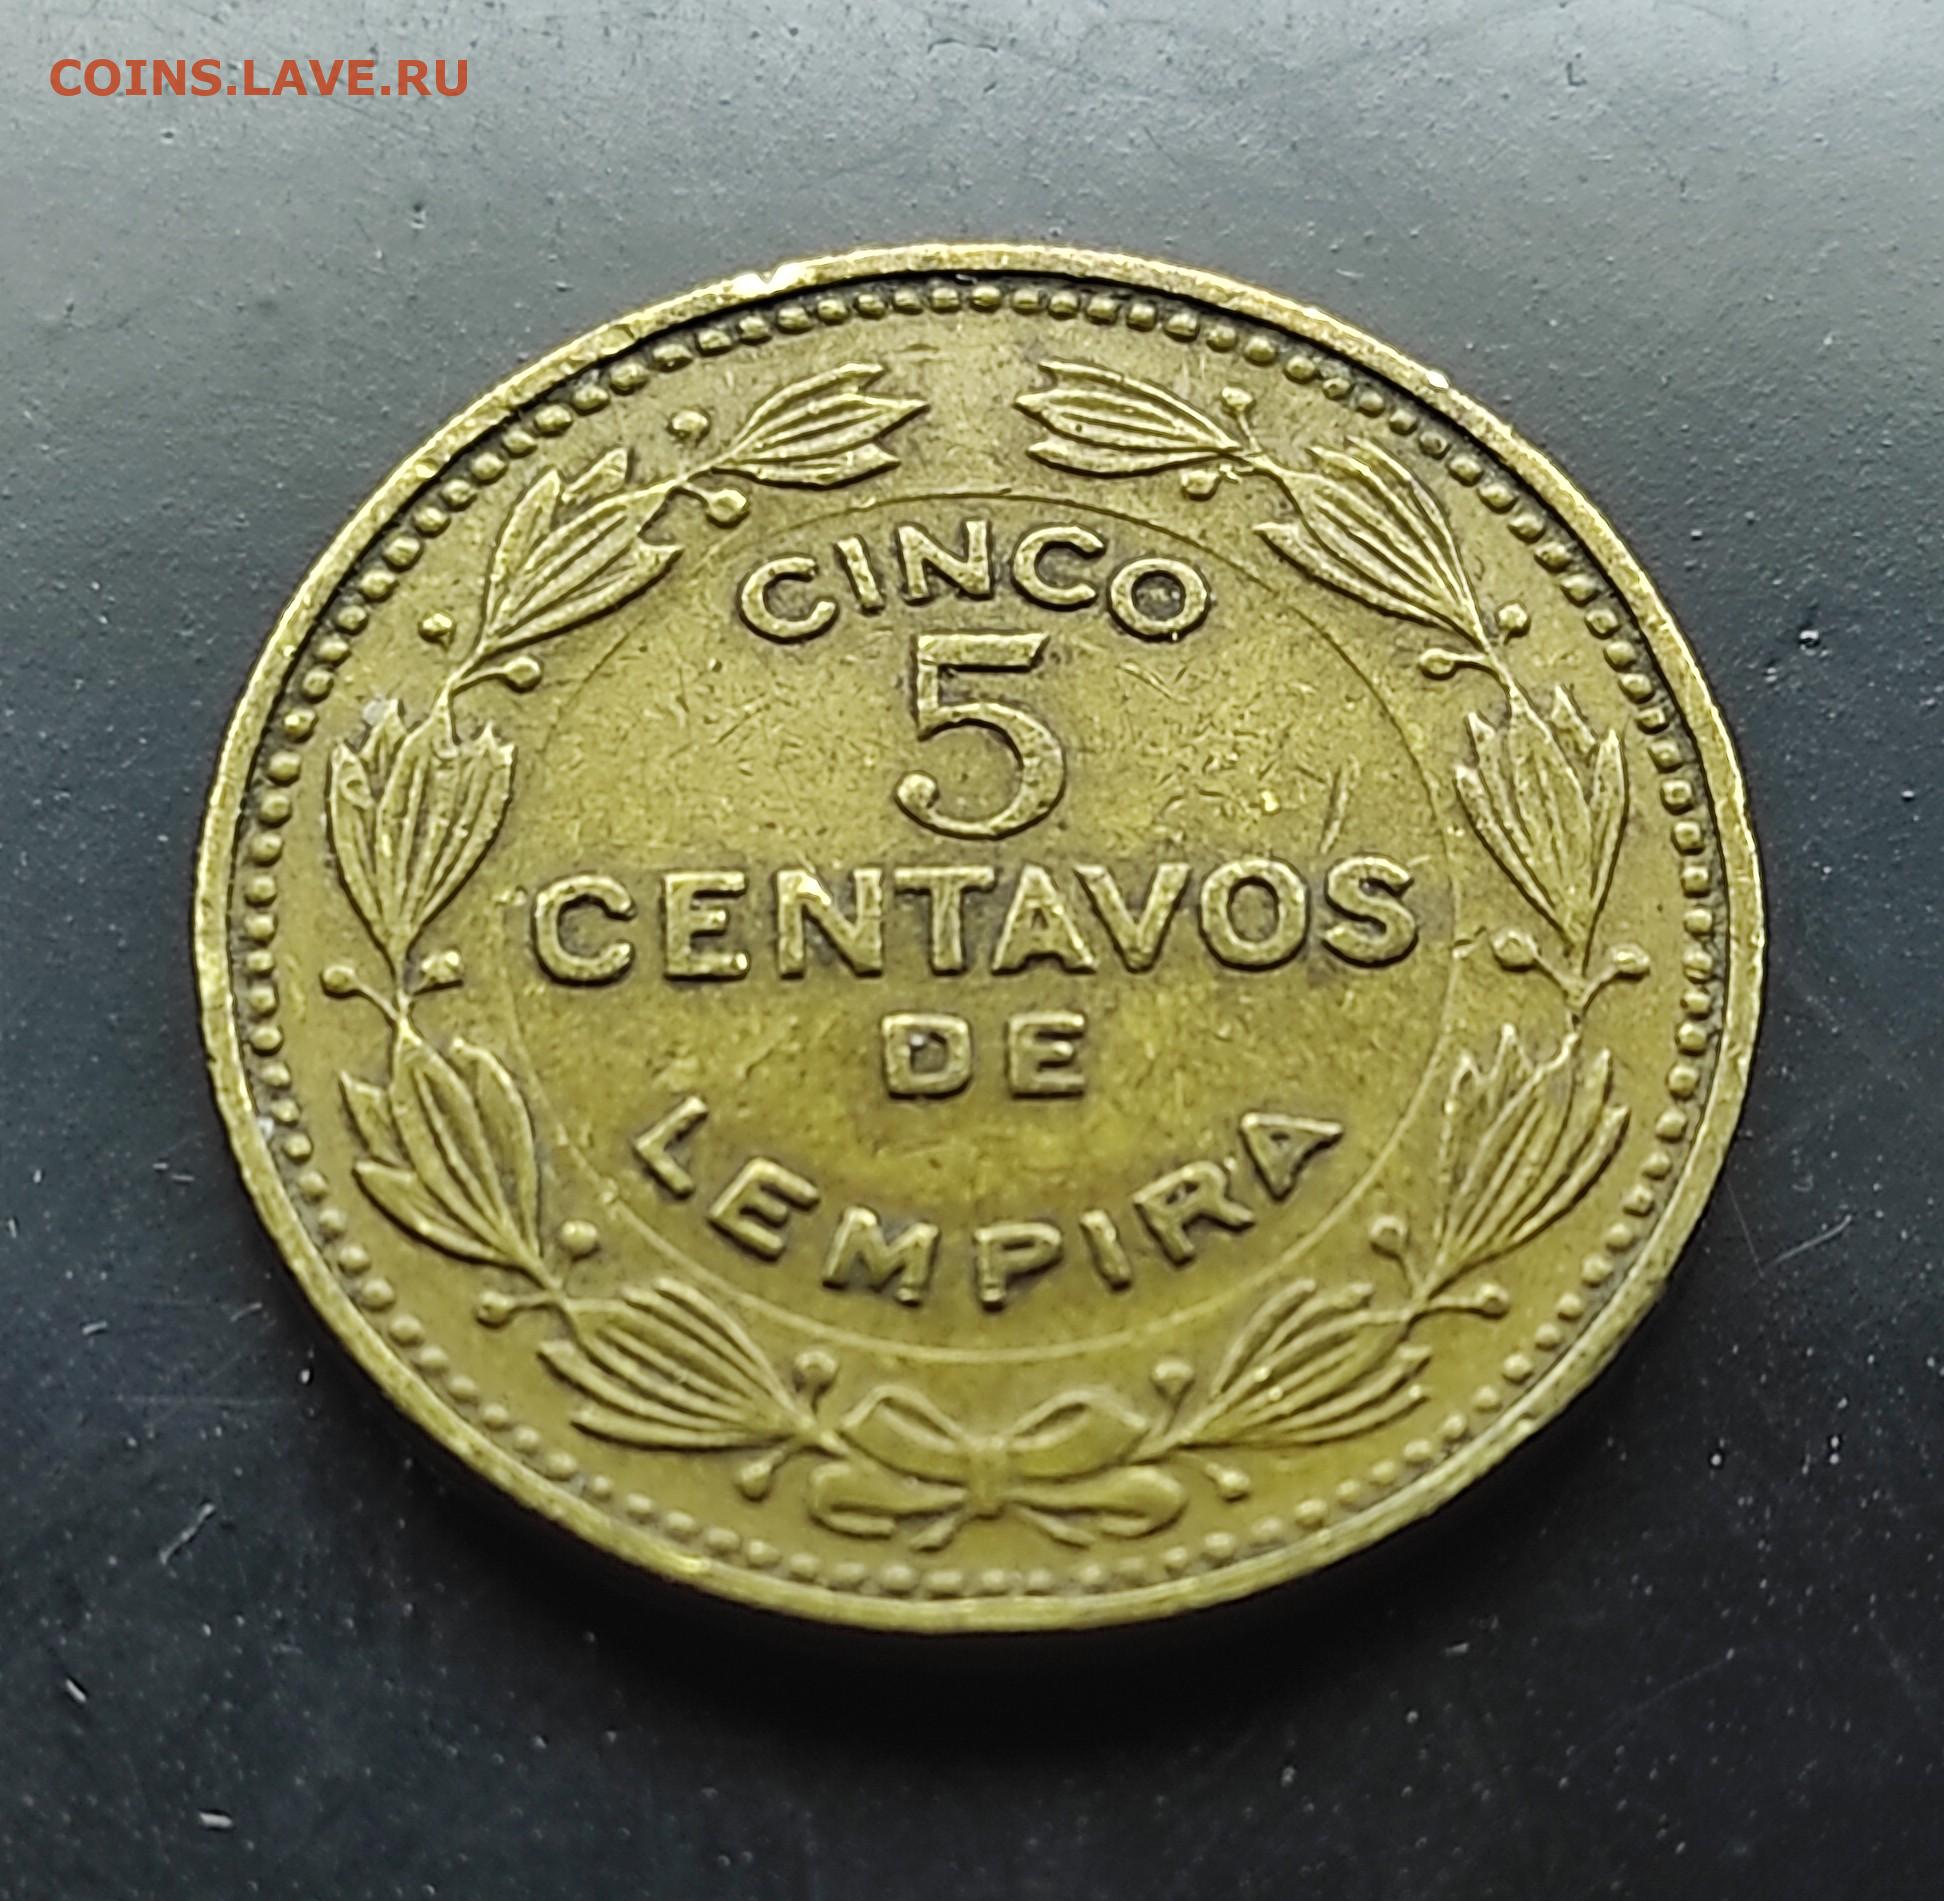 COINS.LAVE.RU
CINCO
5
CENTAVOS
DE
LEMPIRA